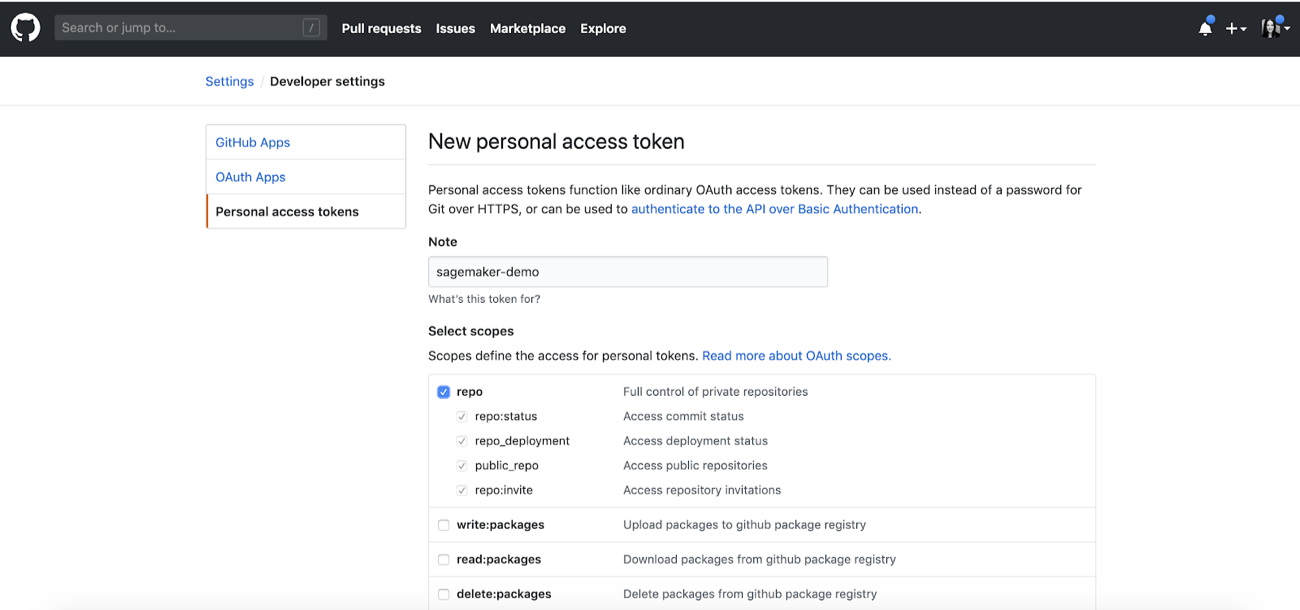 Search or jump to... /
Pull requests Issues Marketplace Explore
Settings / Developer settings
GitHub Apps
OAuth Apps
Personal access tokens
New personal access token
Personal access tokens function like ordinary OAuth access tokens. They can be used instead of a password for
Git over HTTPS, or can be used to authenticate to the API over Basic Authentication.
Note
sagemaker-demo
What's this token for?
Select scopes
Scopes define the access for personal tokens. Read more about OAuth scopes.
repo Full control of private repositories
repo:status Access commit status
repo_deployment Access deployment status
public_repo Access public repositories
repo:invite Access repository invitations
write:packages Upload packages to github package registry
read:packages Download packages from github package registry
delete:packages Delete packages from github package registry